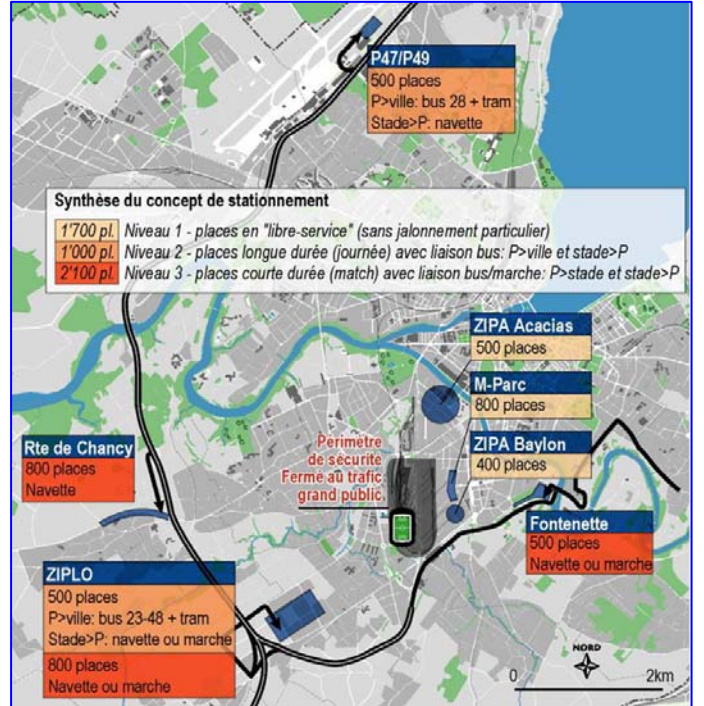 P47/P49
500 places
P>ville: bus 28 + tram
Stade>P: navette
Synthèse du concept de stationnement
1'700 pl. Niveau 1 - places en "libre-service" (sans jalonnement particulier)
1'000 pl. Niveau 2 - places longue durée (journée) avec liaison bus: P>ville et stade>P
2'100 pl. Niveau 3 - places courte durée (match) avec liaison bus/marche: P>stade et stade>P
ZIPA Acacias
500 places
M-Parc
800 places
ZIPA Baylon
400 places
Périmètre
de sécurité
Fermé au trafic
grand public
Rte de Chancy
800 places
Navette
Fontenette
500 places
Navette ou marche
ZIPLO
500 places
P>ville: bus 23-48 + tram
Stade>P: navette ou marche
800 places
Navette ou marche
NORD
0 2km